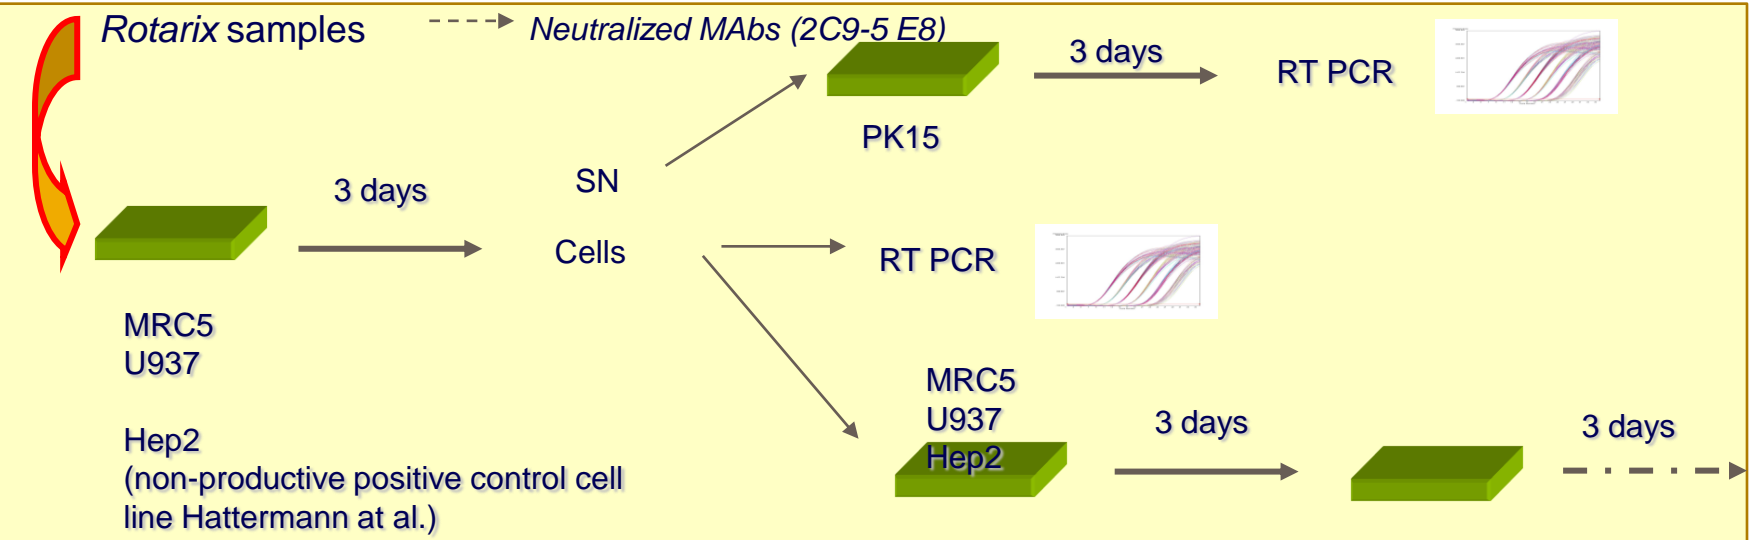 Rotarix samples
Neutralized MAbs (2C9-5 E8)
3 days
RT PCR
PK15
SN
3 days
Cells
RT PCR
MRC5
U937
Hep2
(non-productive positive control cell
line Hattermann at al.)
MRC5
U937
Hep2
3 days
3 days